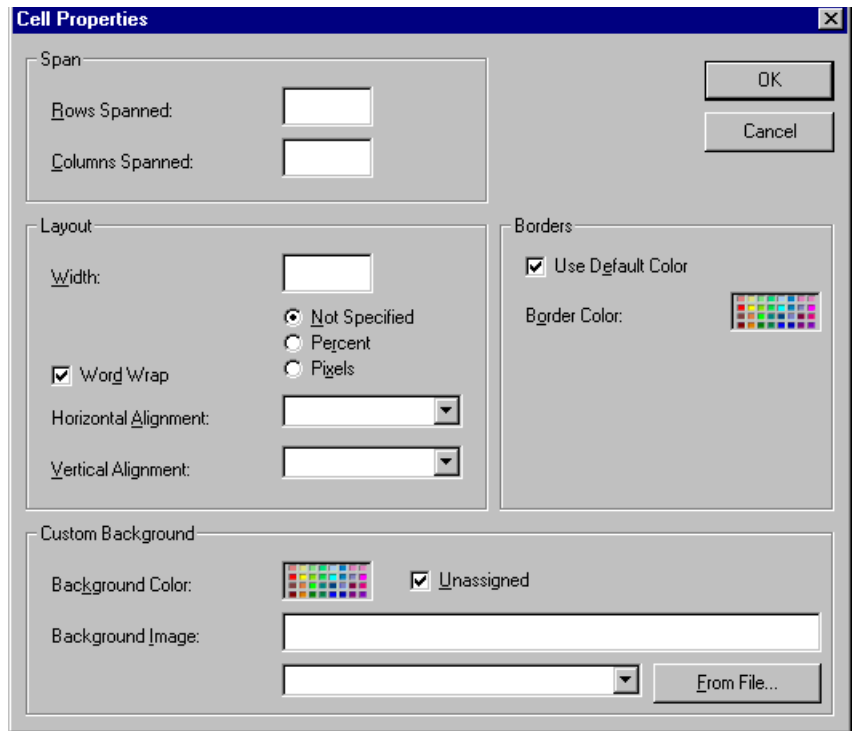 Cell Properties
Span
OK
Rows Spanned:
Cancel
Columns Spanned:
Layout
Borders
Width:
Use Default Color
Not Specified
Border Color:
Percent
Word Wrap
Pixels
Horizontal Alignment:
Vertical Alignment:
Custom Background
Background Color:
Unassigned
Background Image:
From File...